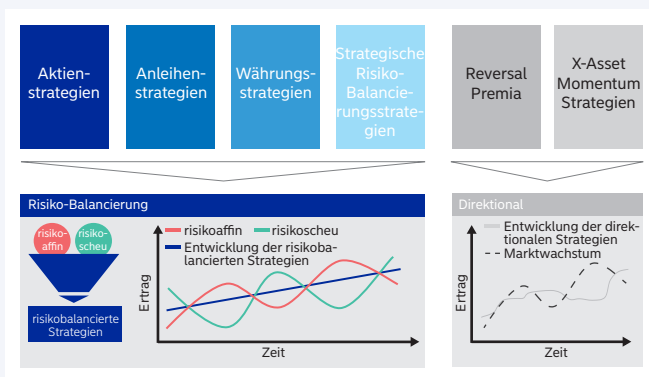 Aktien-
strategien
Anleihen-
strategien
Währungs-
strategien
Strategische
Risiko-
Balancie-
rungsstrate-
gien
Reversal
Premia
X-Asset
Momentum
Strategien
Risiko-Balancierung
risiko-
affin
risiko-
scheu
risikobalancierte
Strategien
risikoaffin
risikoscheu
Entwicklung der risikoba-
lancierten Strategien
Ertrag
Zeit
Direktional
Entwicklung der direk-
tionalen Strategien
Marktwachstum
Ertrag
Zeit